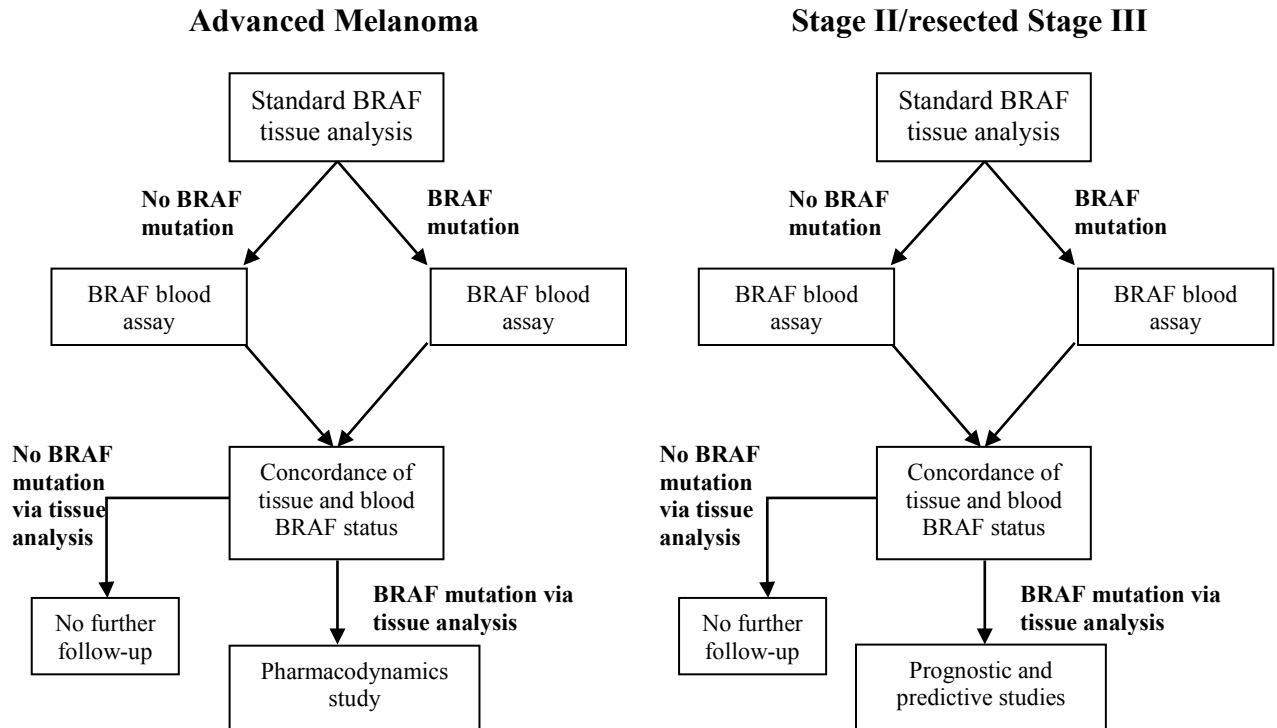 Advanced Melanoma
Standard BRAF
tissue analysis
No BRAF
mutation
BRAF
mutation
BRAF blood
assay
BRAF blood
assay
No BRAF
mutation
via tissue
analysis
Concordance of
tissue and blood
BRAF status
BRAF mutation via
tissue analysis
No further
follow-up
Pharmacodynamics
study
Stage II/resected Stage III
Standard BRAF
tissue analysis
No BRAF
mutation
BRAF
mutation
BRAF blood
assay
BRAF blood
assay
No BRAF
mutation
via tissue
analysis
Concordance of
tissue and blood
BRAF status
BRAF mutation via
tissue analysis
No further
follow-up
Prognostic and
predictive studies